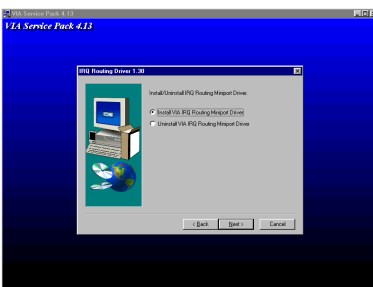 VIA Service Pack 4.13
VIA Service Pack 4.13
IRQ Routing Driver 1.30
Install/Uninstall IRQ Routing Miniport Driver.
Install VIA IRQ Routing Miniport Driver
Uninstall VIA IRQ Routing Miniport Driver
< Back
Next >
Cancel